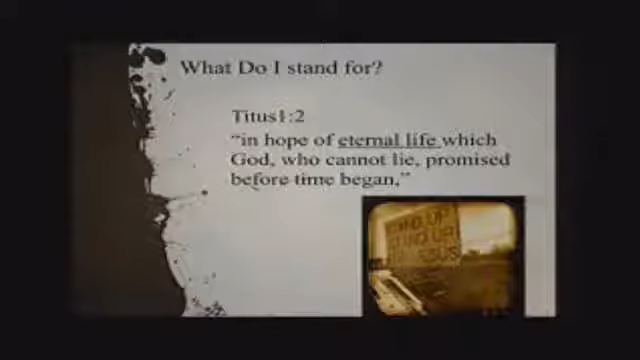 What Do I stand for?
Titus1:2
“in hope of eternal life which
God, who cannot lie, promised
before time began,”
STAND UP
STAND UP
JESUS